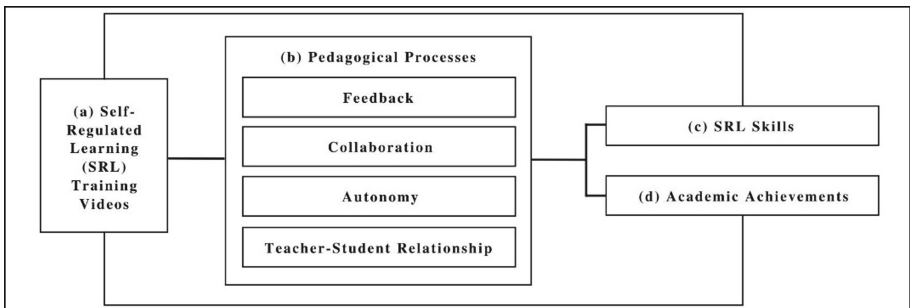 (a) Self-
Regulated
Learning
(SRL)
Training
Videos
(b) Pedagogical Processes
Feedback
Collaboration
Autonomy
Teacher-Student Relationship
(c) SRL Skills
(d) Academic Achievements